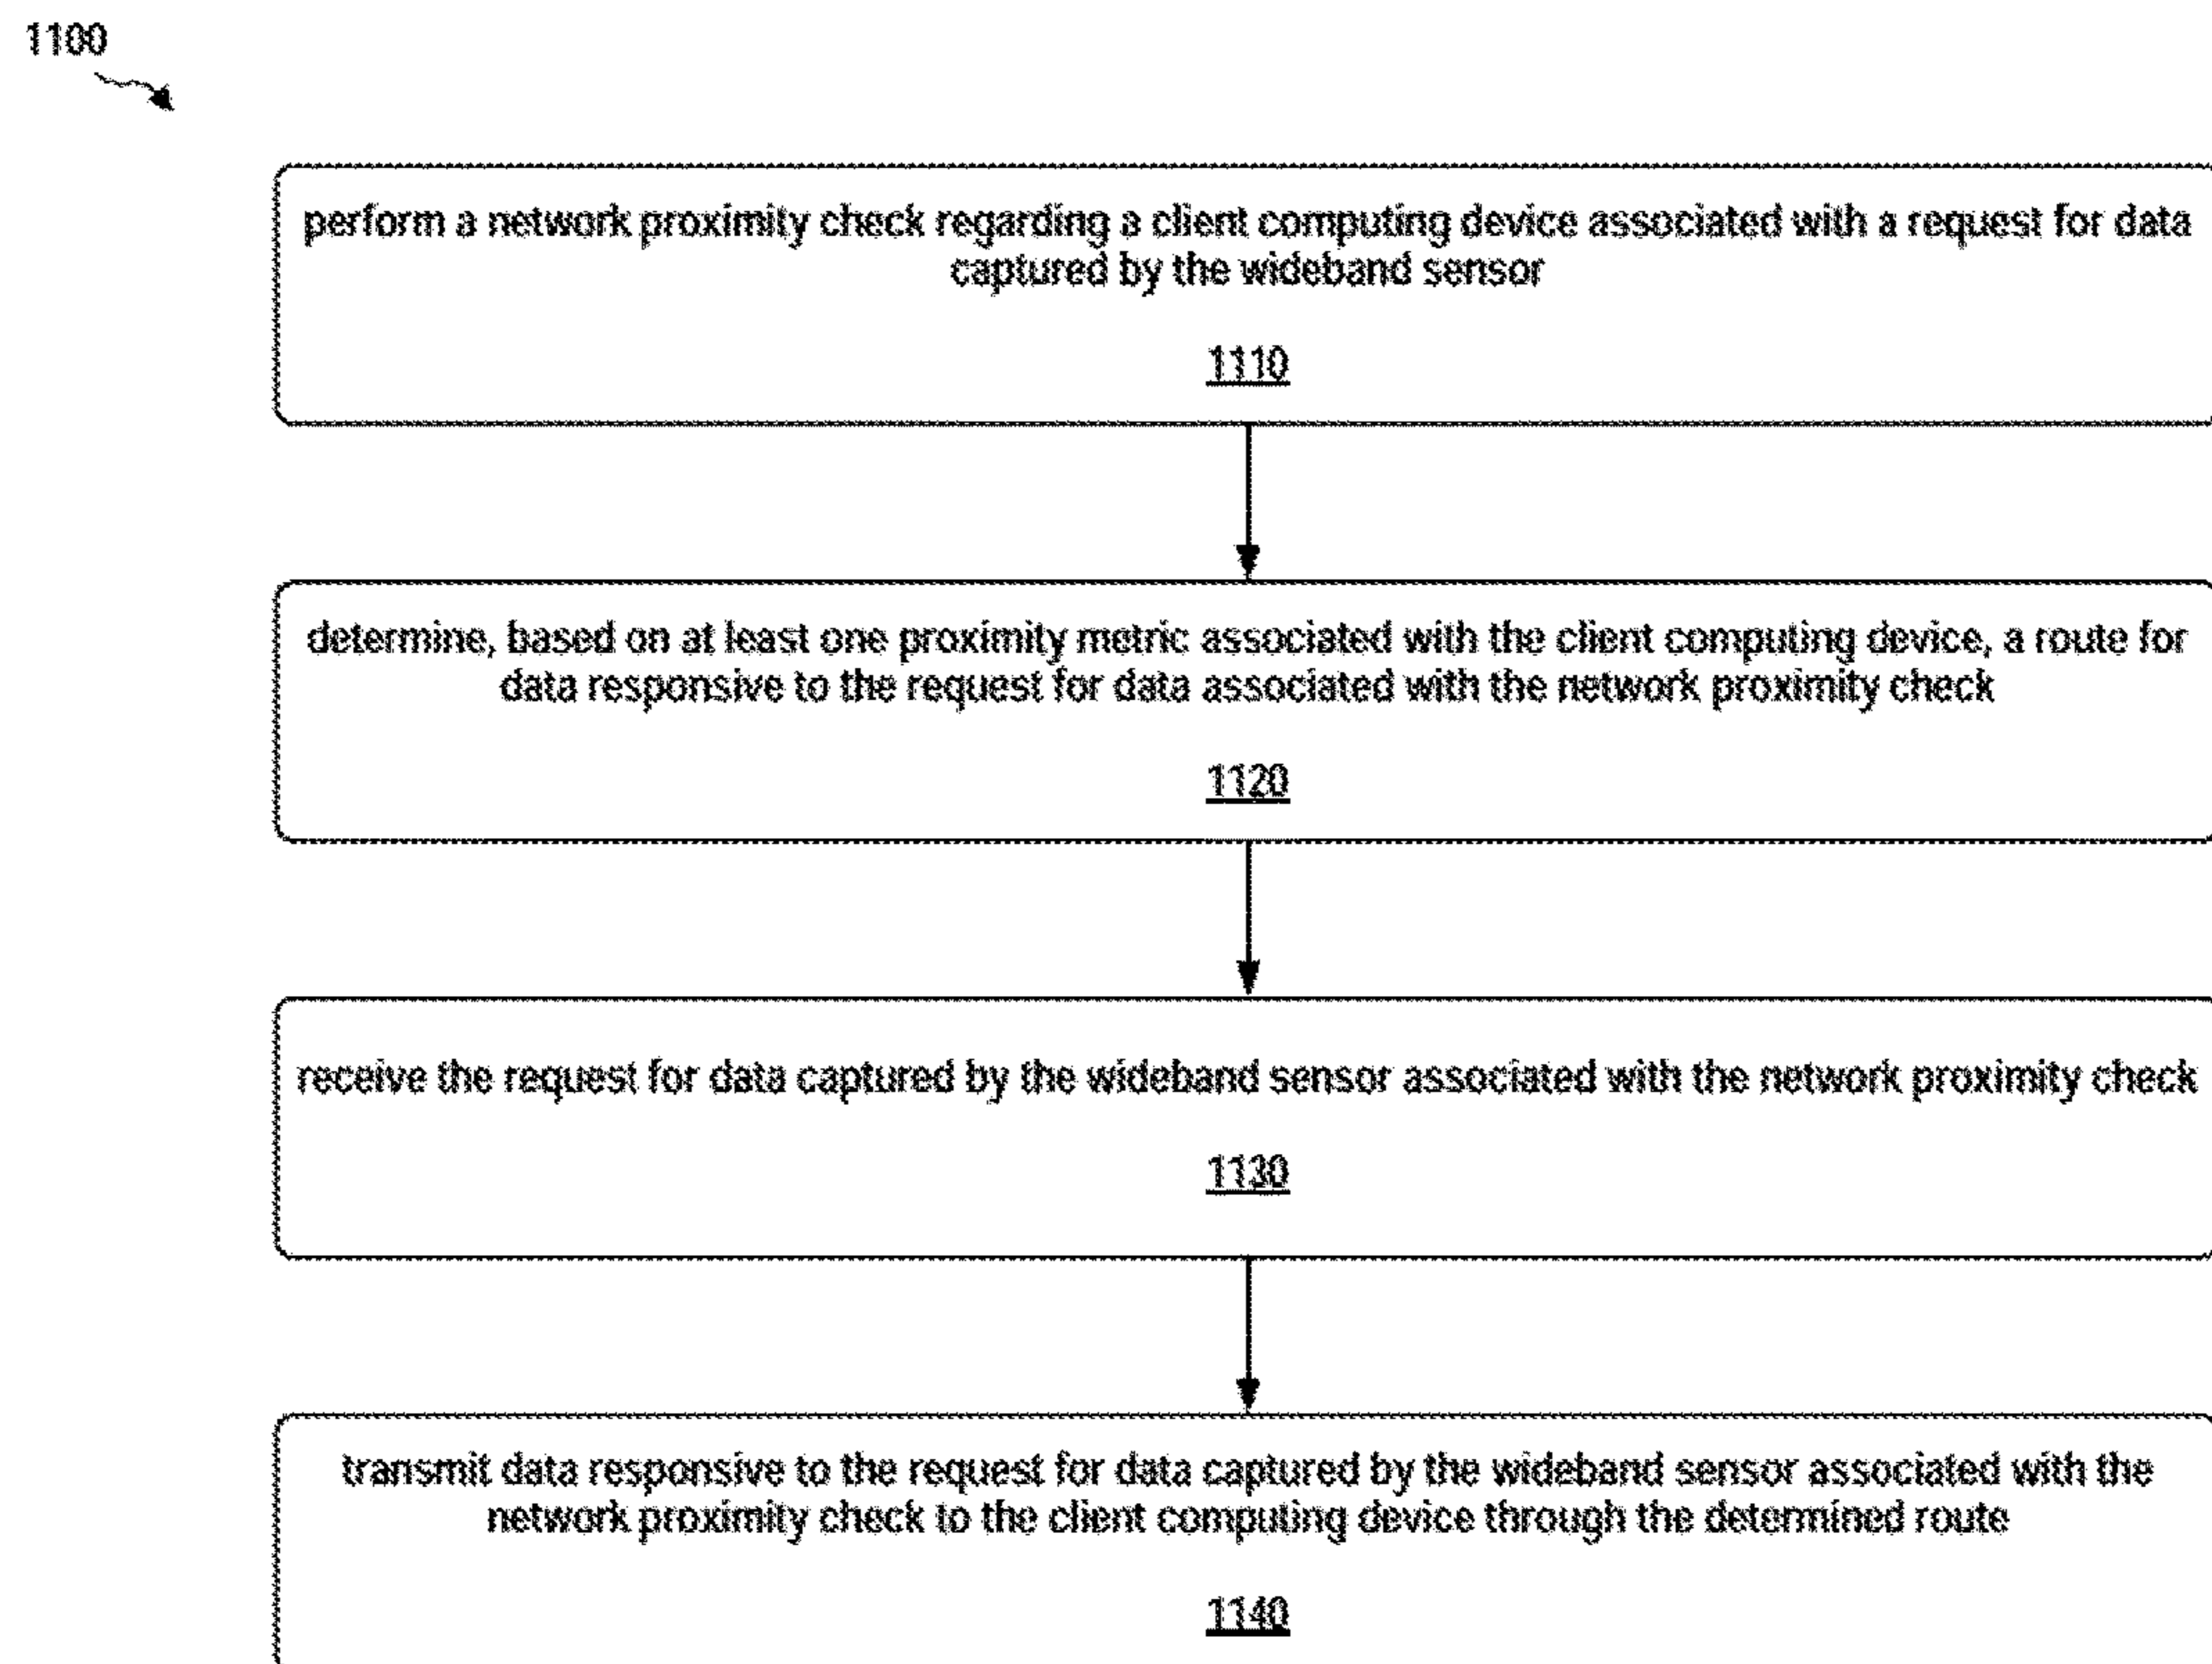 1100
perform a network proximity check regarding a client computing device associated with a request for data
captured by the wideband sensor
1110
determine, based on at least one proximity metric associated with the client computing device, a route for
data responsive to the request for data associated with the network proximity check
1120
receive the request for data captured by the wideband sensor associated with the network proximity check
1130
transmit data responsive to the request for data captured by the wideband sensor associated with the
network proximity check to the client computing device through the determined route
1140